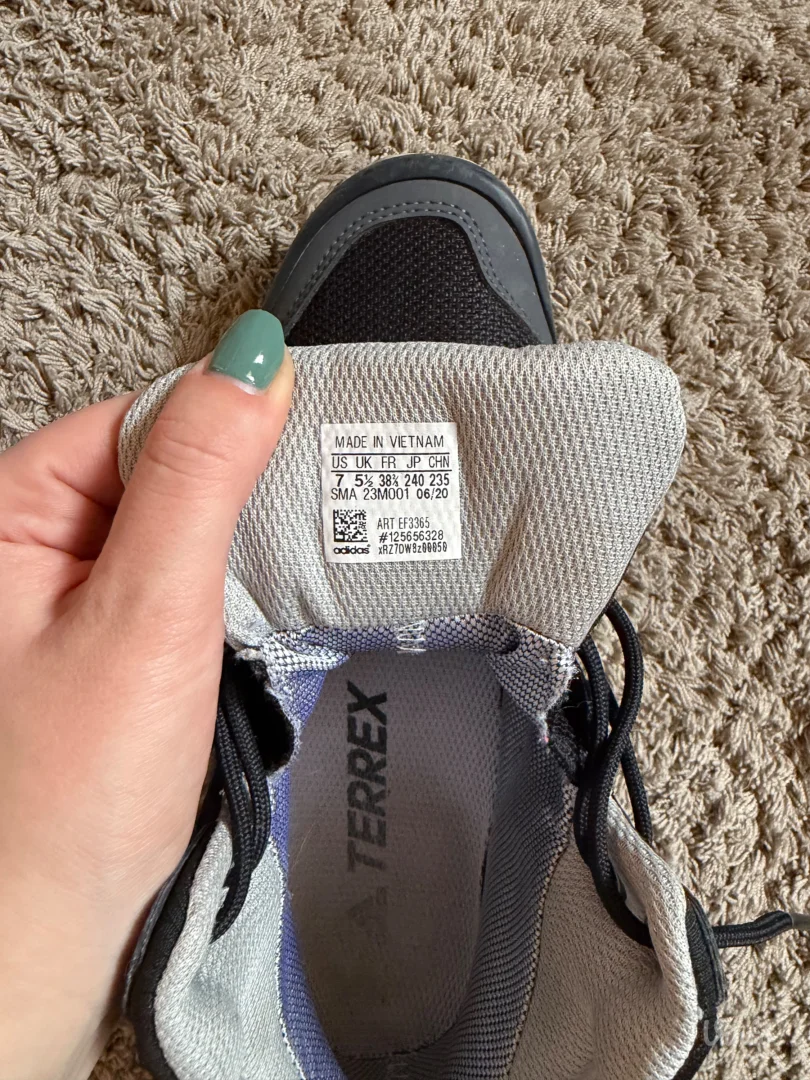 MADE IN VIETNAM
US UK FR JP CHN
7 5½ 38⅔ 240 235
SMA 23M001 06/20
ART EF3365
#125656328
adidas xRZ7DW8z00050
TERREX